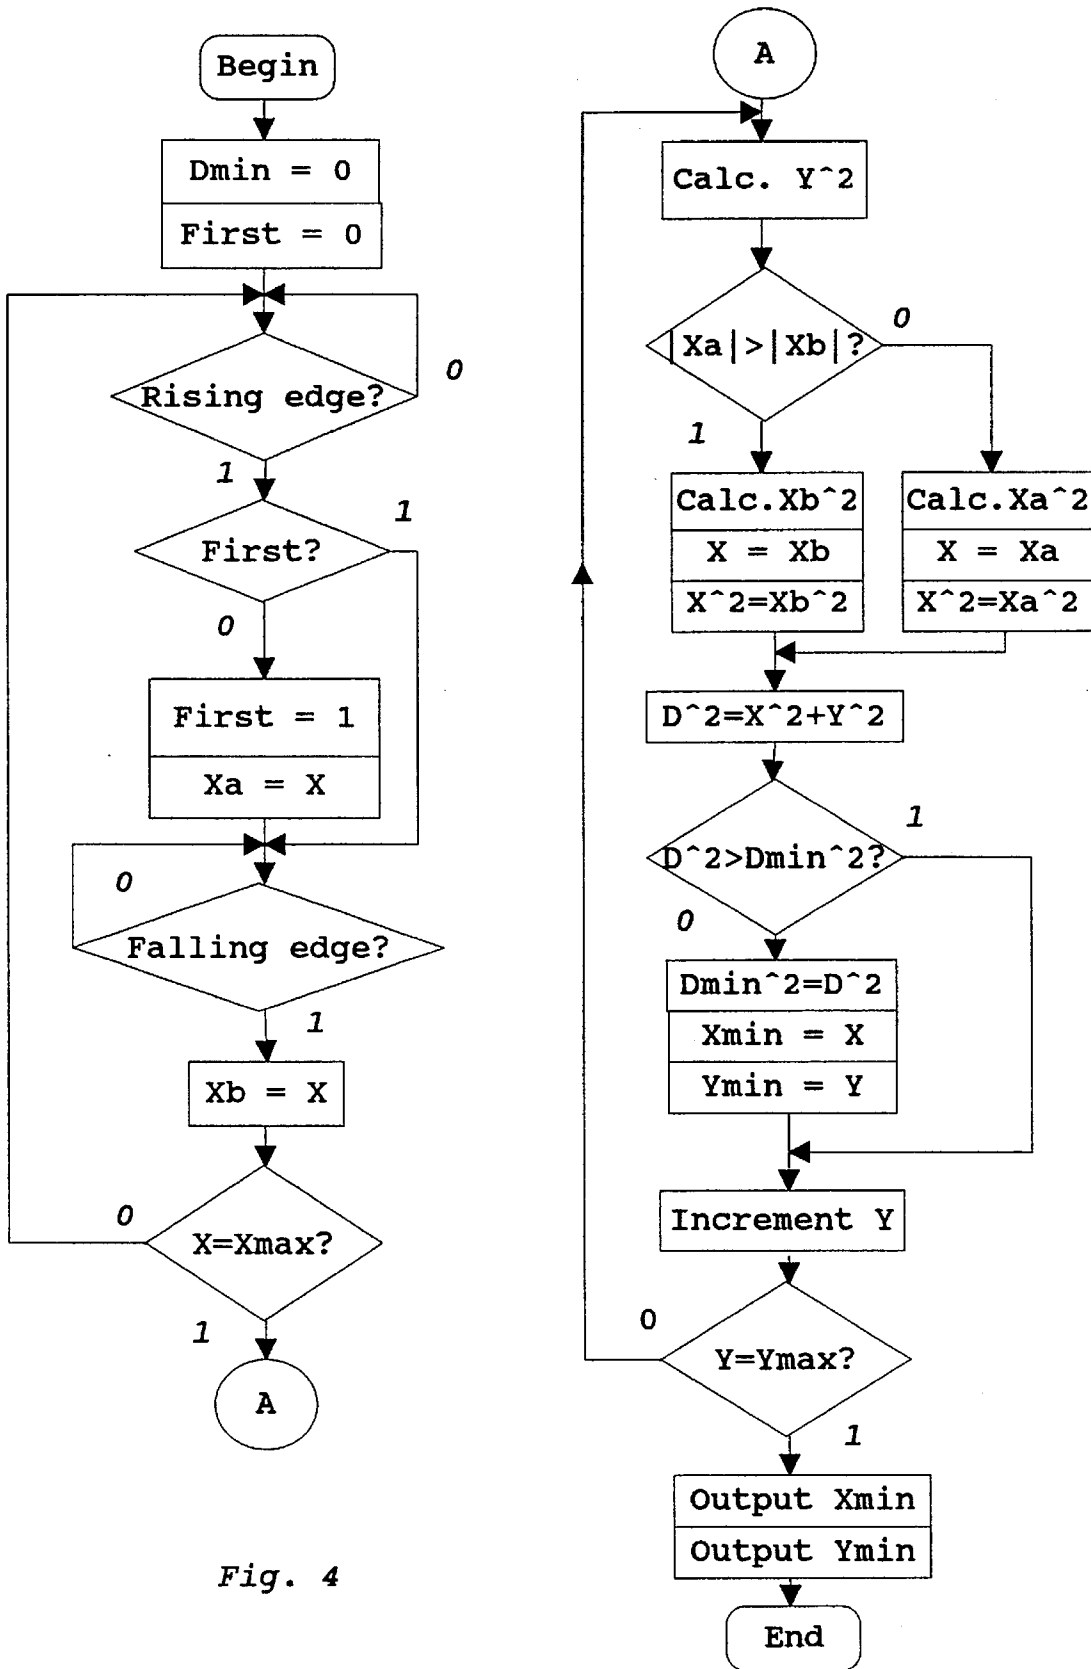 Begin
Dmin = 0
First = 0
Rising edge?
0
1
First?
1
0
First = 1
Xa = X
0
Falling edge?
1
Xb = X
0
X=Xmax?
1
A
Fig. 4
A
Calc. Y^2
|Xa|>|Xb|?
0
1
Calc.Xb^2
X = Xb
X^2=Xb^2
Calc.Xa^2
X = Xa
X^2=Xa^2
D^2=X^2+Y^2
D^2>Dmin^2?
1
0
Dmin^2=D^2
Xmin = X
Ymin = Y
Increment Y
0
Y=Ymax?
1
Output Xmin
Output Ymin
End